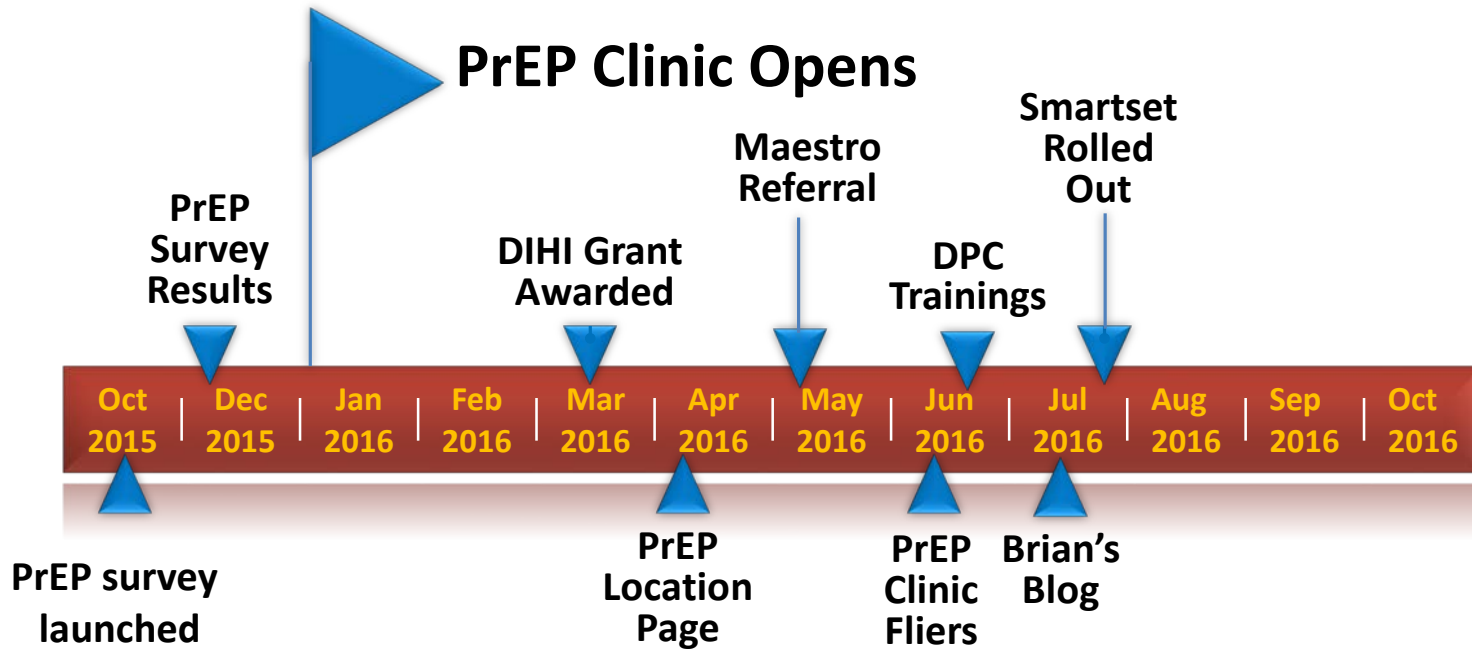 PrEP Clinic Opens
PrEP
Survey
Results
DIHI Grant
Awarded
Maestro
Referral
DPC
Trainings
Smartset
Rolled
Out
Oct
2015
Dec
2015
Jan
2016
Feb
2016
Mar
2016
Apr
2016
May
2016
Jun
2016
Jul
2016
Aug
2016
Sep
2016
Oct
2016
PrEP survey
launched
PrEP
Location
Page
PrEP
Clinic
Fliers
Brian’s
Blog